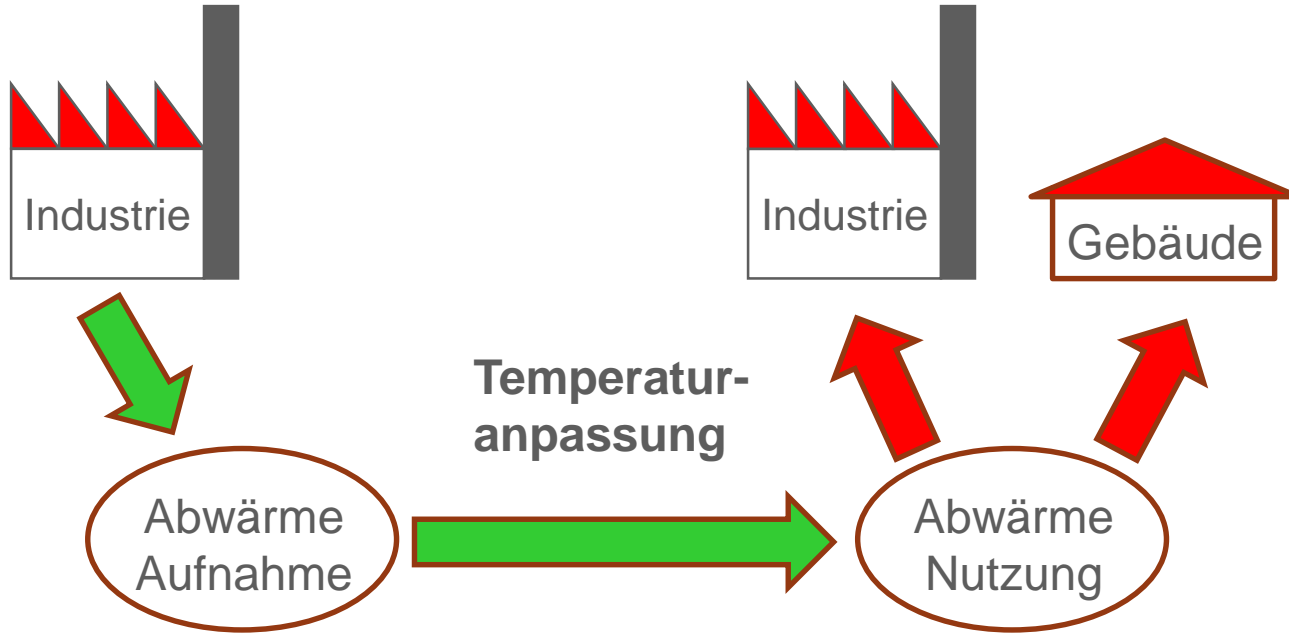 Industrie
Industrie
Gebäude
Temperatur-
anpassung
Abwärme
Aufnahme
Abwärme
Nutzung